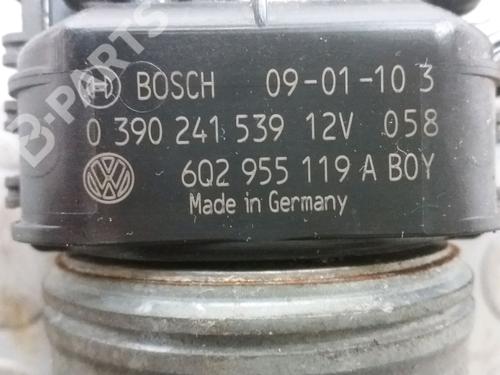 B-PARTS
BOSCH 09-01-10 3
0 390 241 539 12V 058
6Q2 955 119 A BOY
Made in Germany